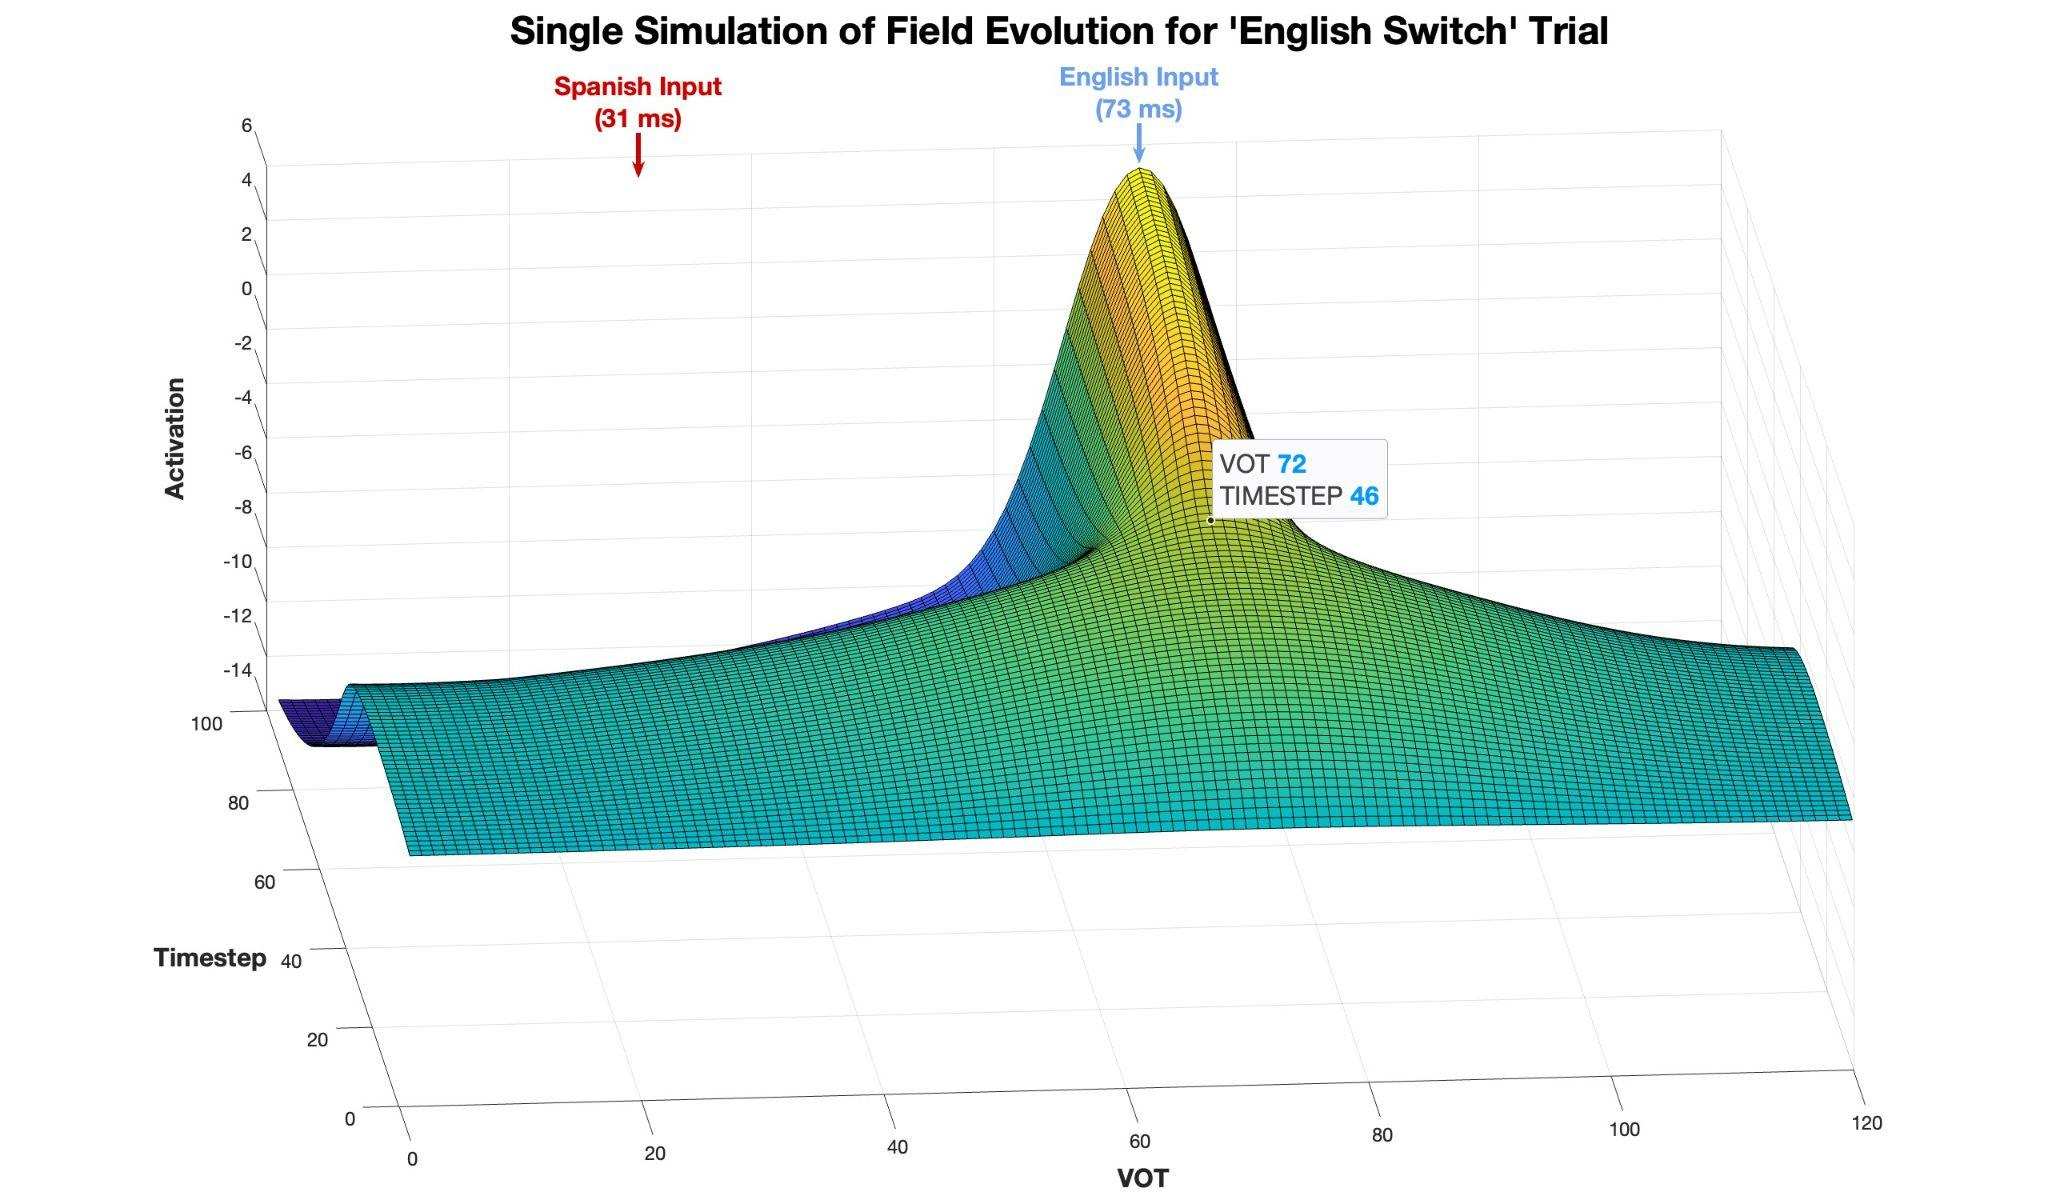 Single Simulation of Field Evolution for 'English Switch' Trial
Spanish Input
(31 ms)
English Input
(73 ms)
6
4
2
0
-2
-4
-6
-8
-10
-12
-14
Activation
VOT 72
TIMESTEP 46
100
80
60
40
20
0
Timestep
0
20
40
60
80
100
120
VOT